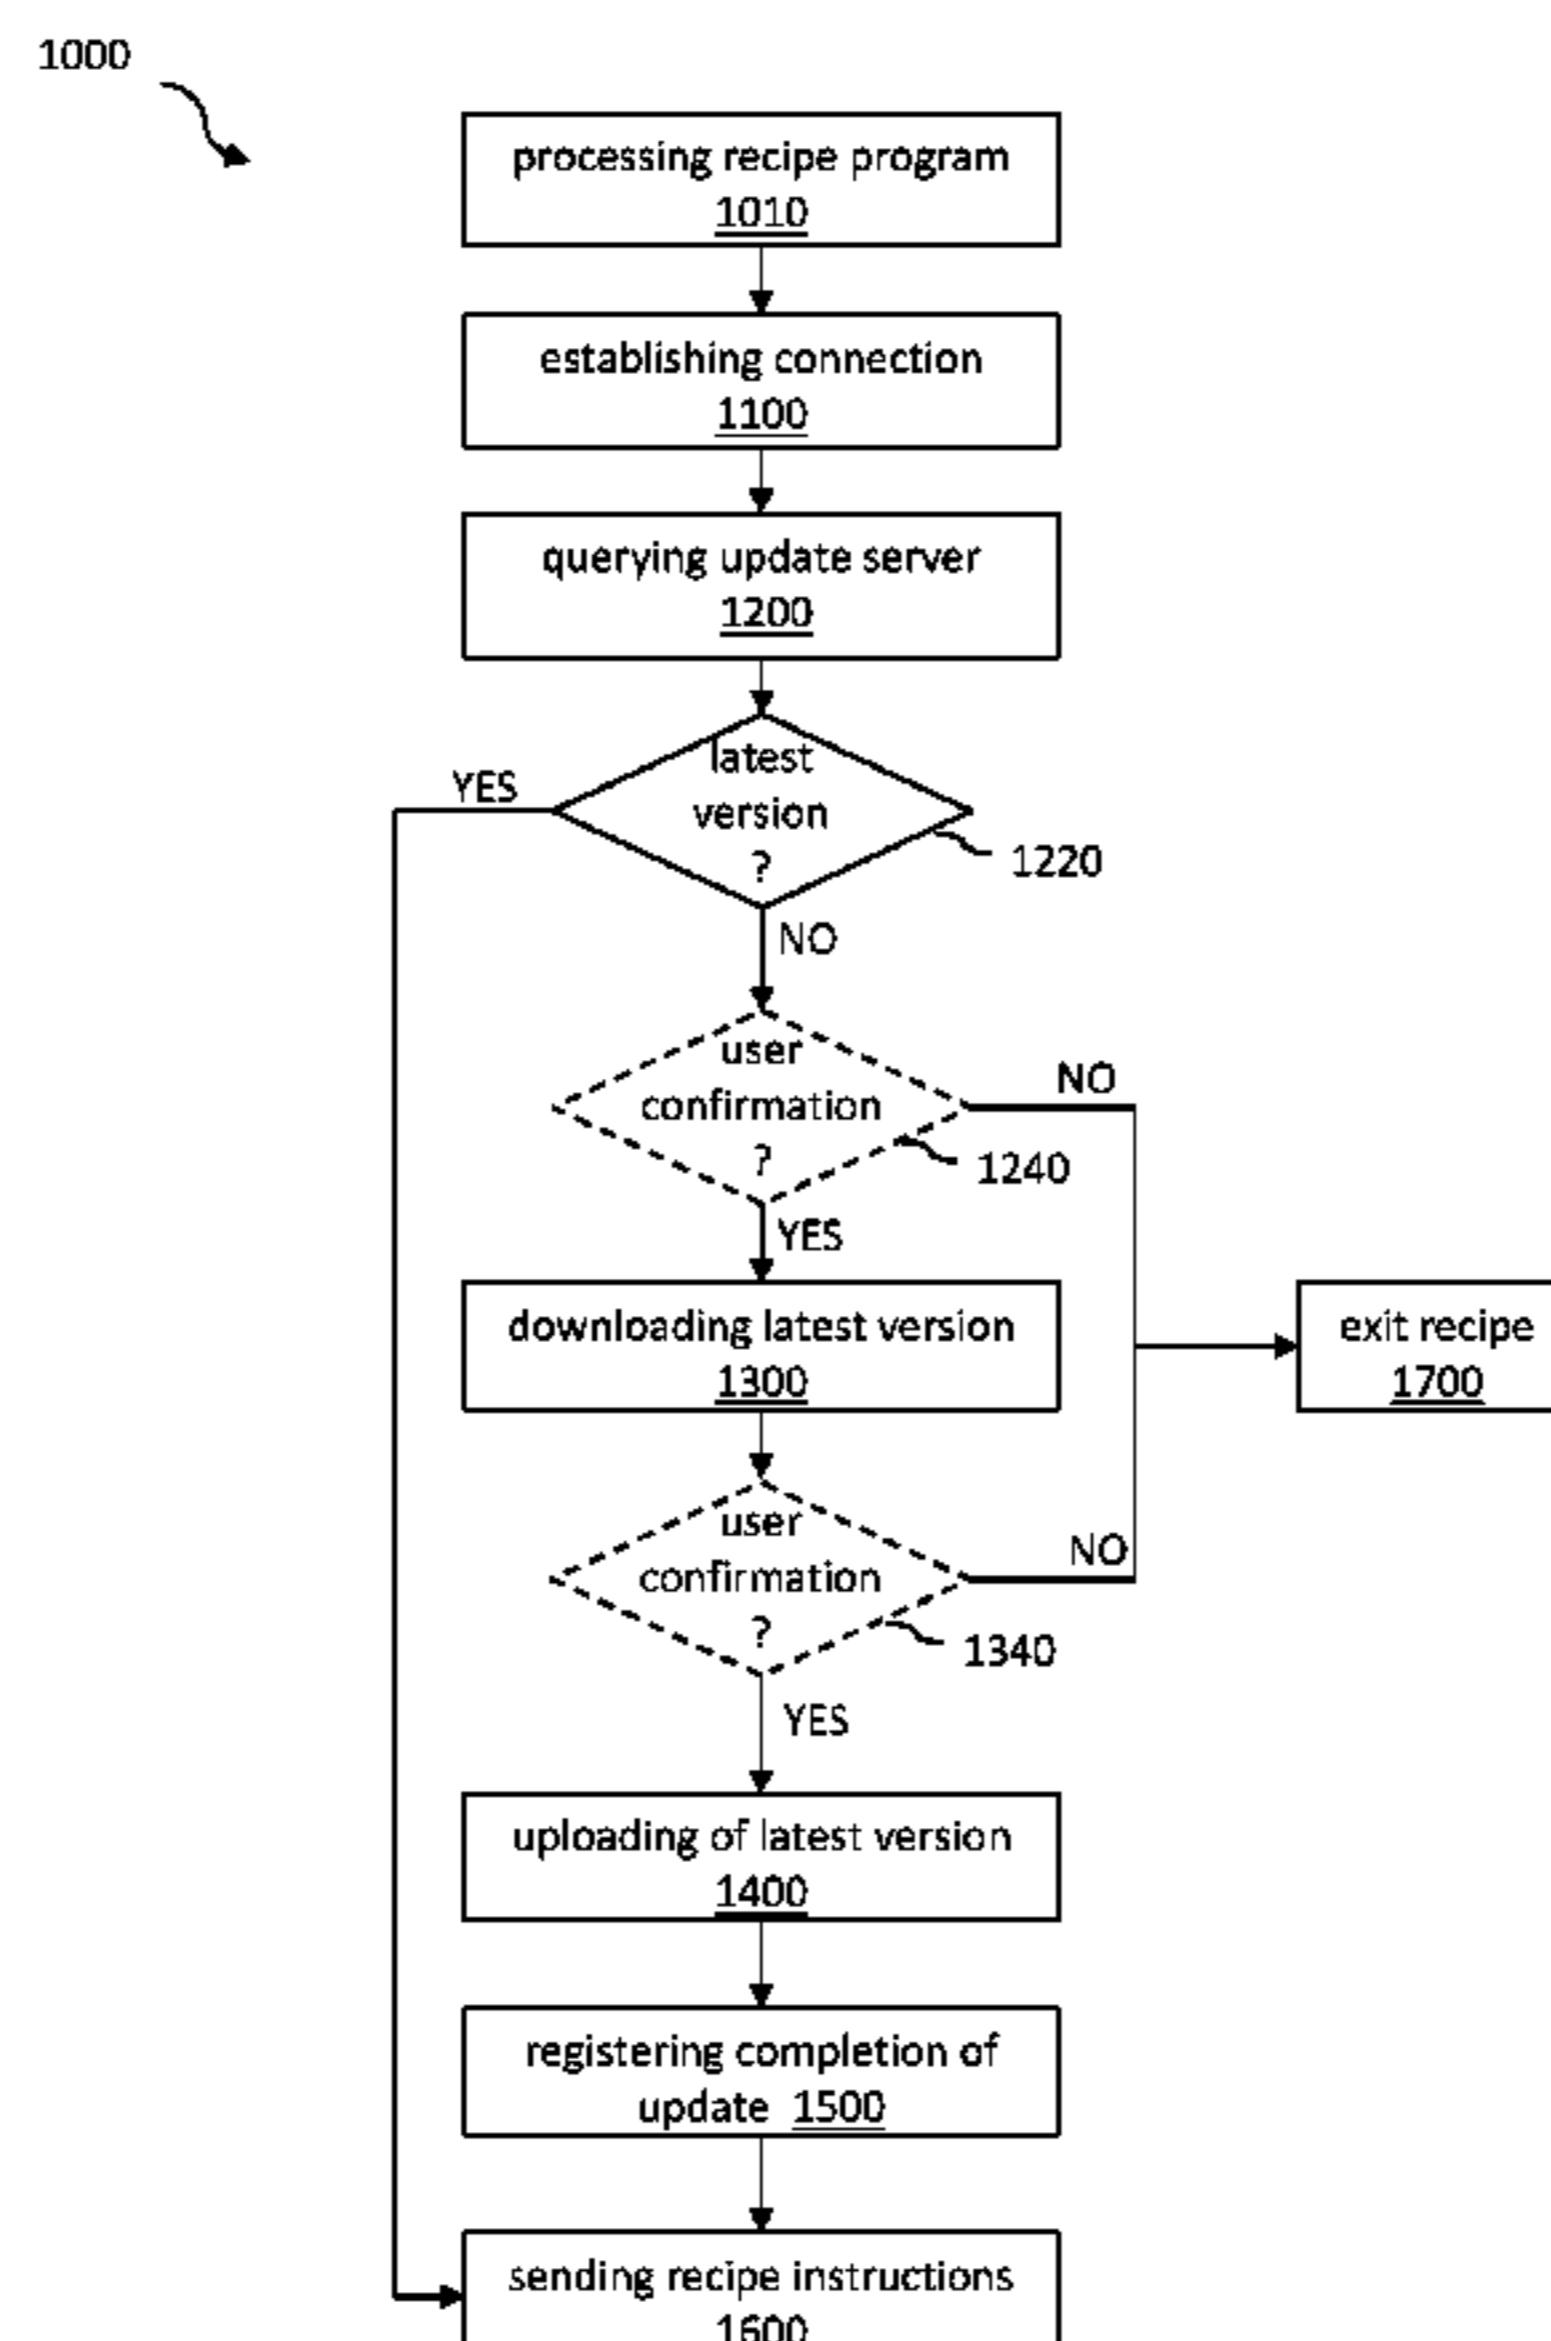 1000
processing recipe program
1010
establishing connection
1100
querying update server
1200
latest
version
?
YES
1220
NO
user
confirmation
?
NO
1240
YES
downloading latest version
1300
exit recipe
1700
user
confirmation
?
NO
1340
YES
uploading of latest version
1400
registering completion of
update 1500
sending recipe instructions
1600